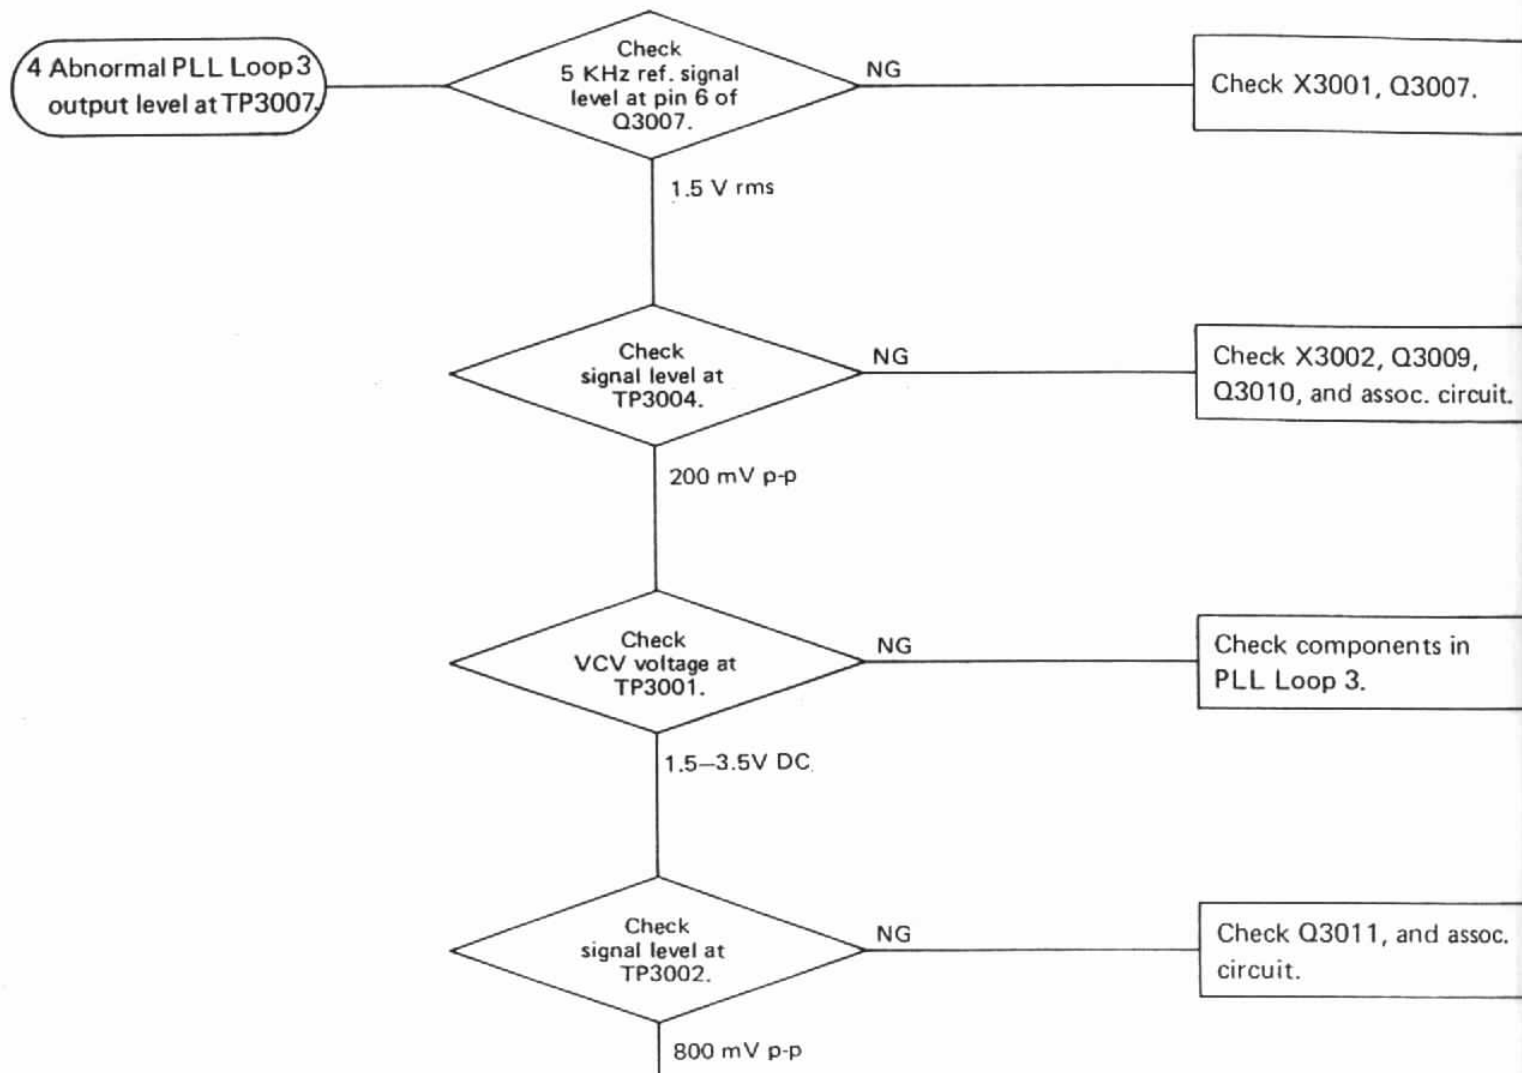 4 Abnormal PLL Loop 3
output level at TP3007.
Check
5 KHz ref. signal
level at pin 6 of
Q3007.
NG
Check X3001, Q3007.
1.5 V rms
Check
signal level at
TP3004.
NG
Check X3002, Q3009,
Q3010, and assoc. circuit.
200 mV p-p
Check
VCV voltage at
TP3001.
NG
Check components in
PLL Loop 3.
1.5–3.5V DC
Check
signal level at
TP3002.
NG
Check Q3011, and assoc.
circuit.
800 mV p-p